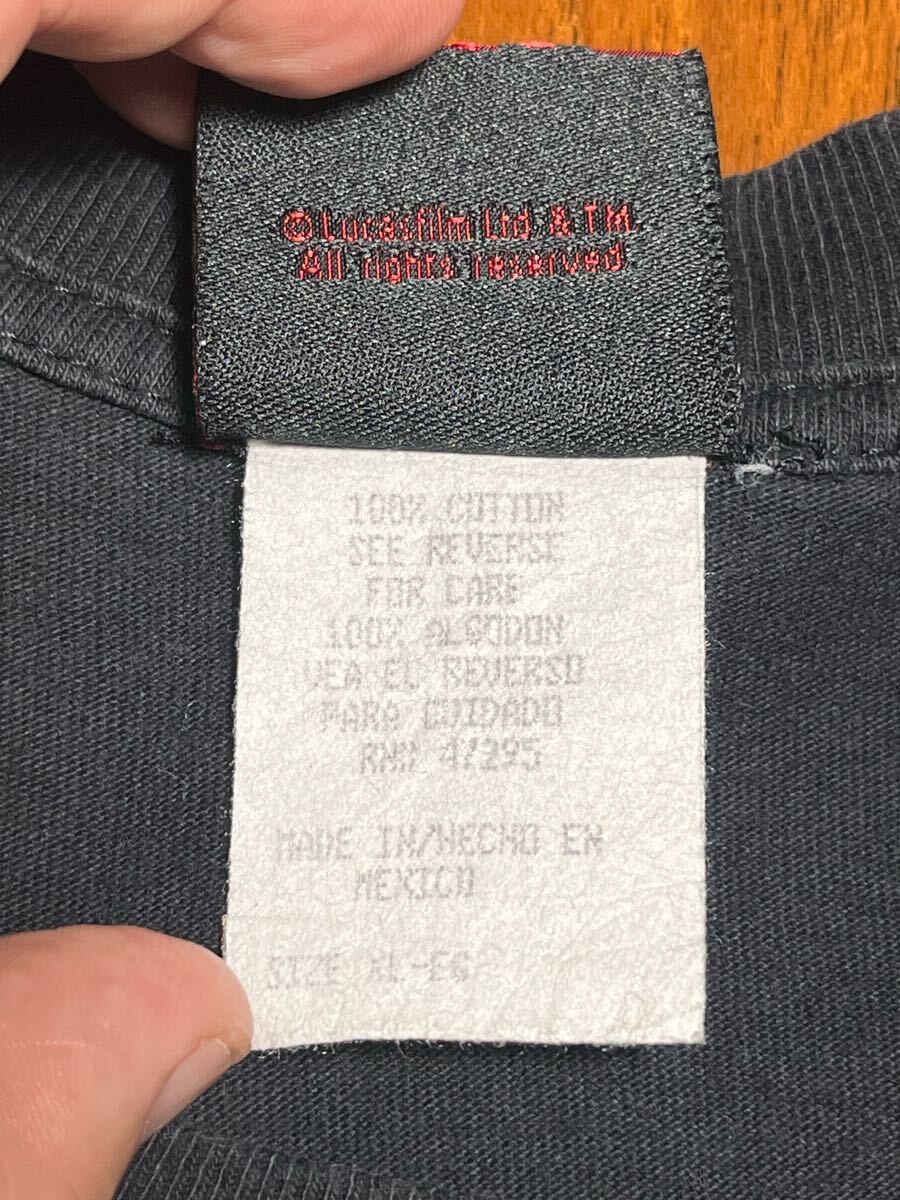 © Lucasfilm Ltd. & TM.
All rights reserved
100% COTTON
SEE REVERSE
FOR CARE
100% ALGODON
VEA EL REVERSO
PARA CUIDADO
RN# 47295
MADE IN/HECHO EN
MEXICO
SIZE XL-EG